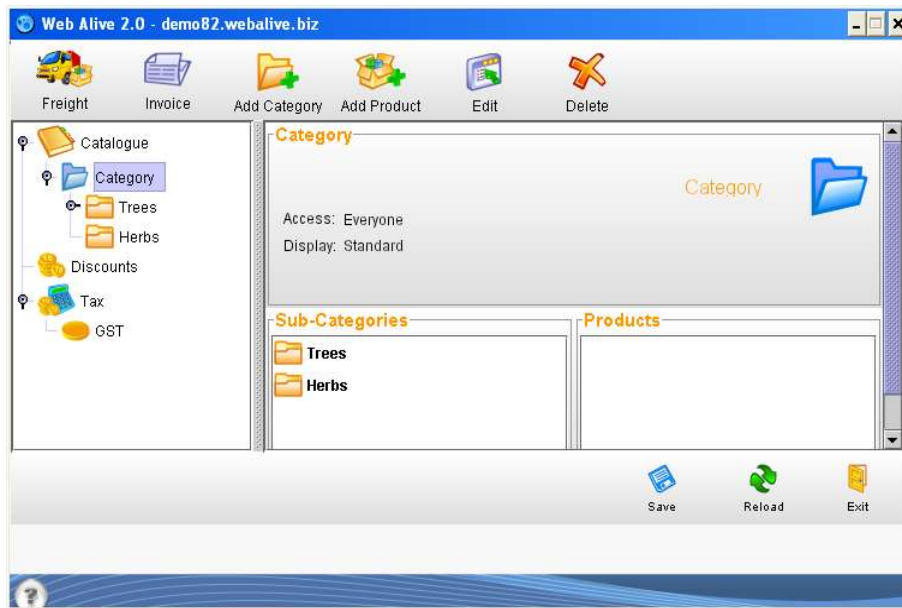 Web Alive 2.0 - demo82.webalive.biz
Freight Invoice Add Category Add Product Edit Delete
Catalogue
Category
Trees
Herbs
Discounts
Tax
GST
Category
Category
Access: Everyone
Display: Standard
Sub-Categories
Trees
Herbs
Products
Save Reload Exit
?